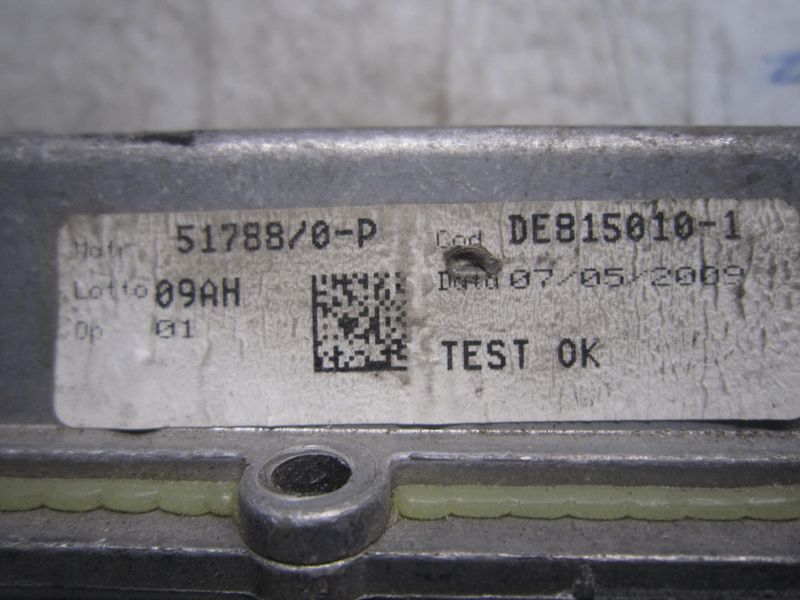 Matr 51788/0-P
Lotto 09AH
Op 01
Cod DE815010-1
Data 07/05/2009
TEST OK